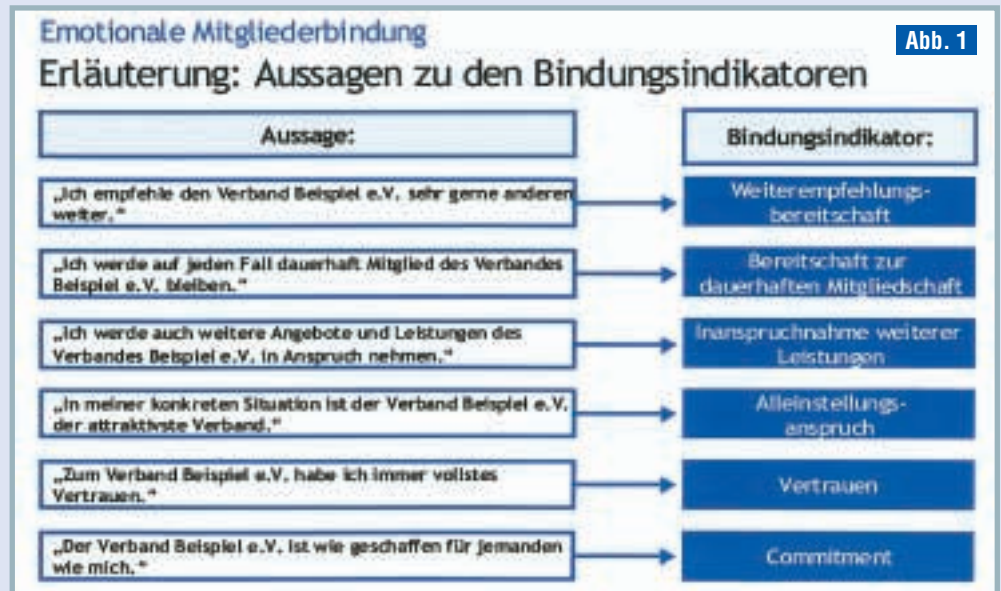 Emotionale Mitgliederbindung
Abb. 1
Erläuterung: Aussagen zu den Bindungsindikatoren
Aussage:
Bindungsindikator:
„Ich empfehle den Verband Beispiel e.V. sehr gerne anderen
weiter.“
Weiterempfehlungs-
bereitschaft
„Ich werde auf jeden Fall dauerhaft Mitglied des Verbandes
Beispiel e.V. bleiben.“
Bereitschaft zur
dauerhaften Mitgliedschaft
„Ich werde auch weitere Angebote und Leistungen des
Verbandes Beispiel e.V. in Anspruch nehmen.“
Inanspruchnahme weiterer
Leistungen
„In meiner konkreten Situation ist der Verband Beispiel e.V.
der attraktivste Verband.“
Alleinstellungs-
anspruch
„Zum Verband Beispiel e.V. habe ich immer vollstes
Vertrauen.“
Vertrauen
„Der Verband Beispiel e.V. ist wie geschaffen für jemanden
wie mich.“
Commitment